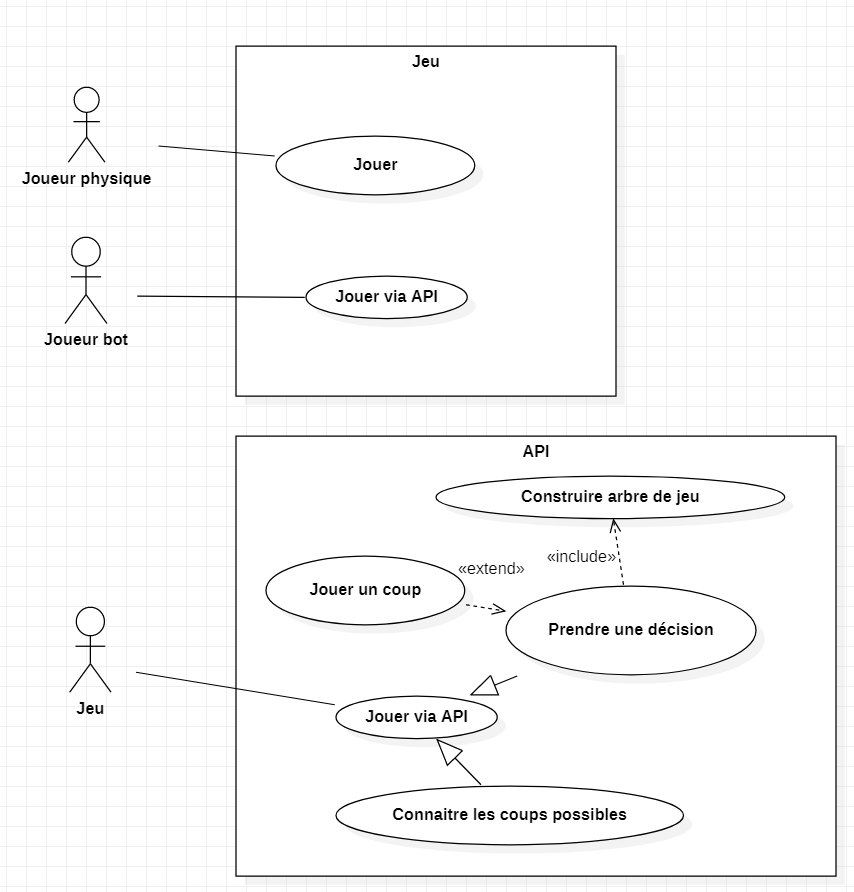 Jeu
Joueur physique
Jouer
Joueur bot
Jouer via API
API
Construire arbre de jeu
«include»
«extend»
Jouer un coup
Prendre une décision
Jeu
Jouer via API
Connaitre les coups possibles